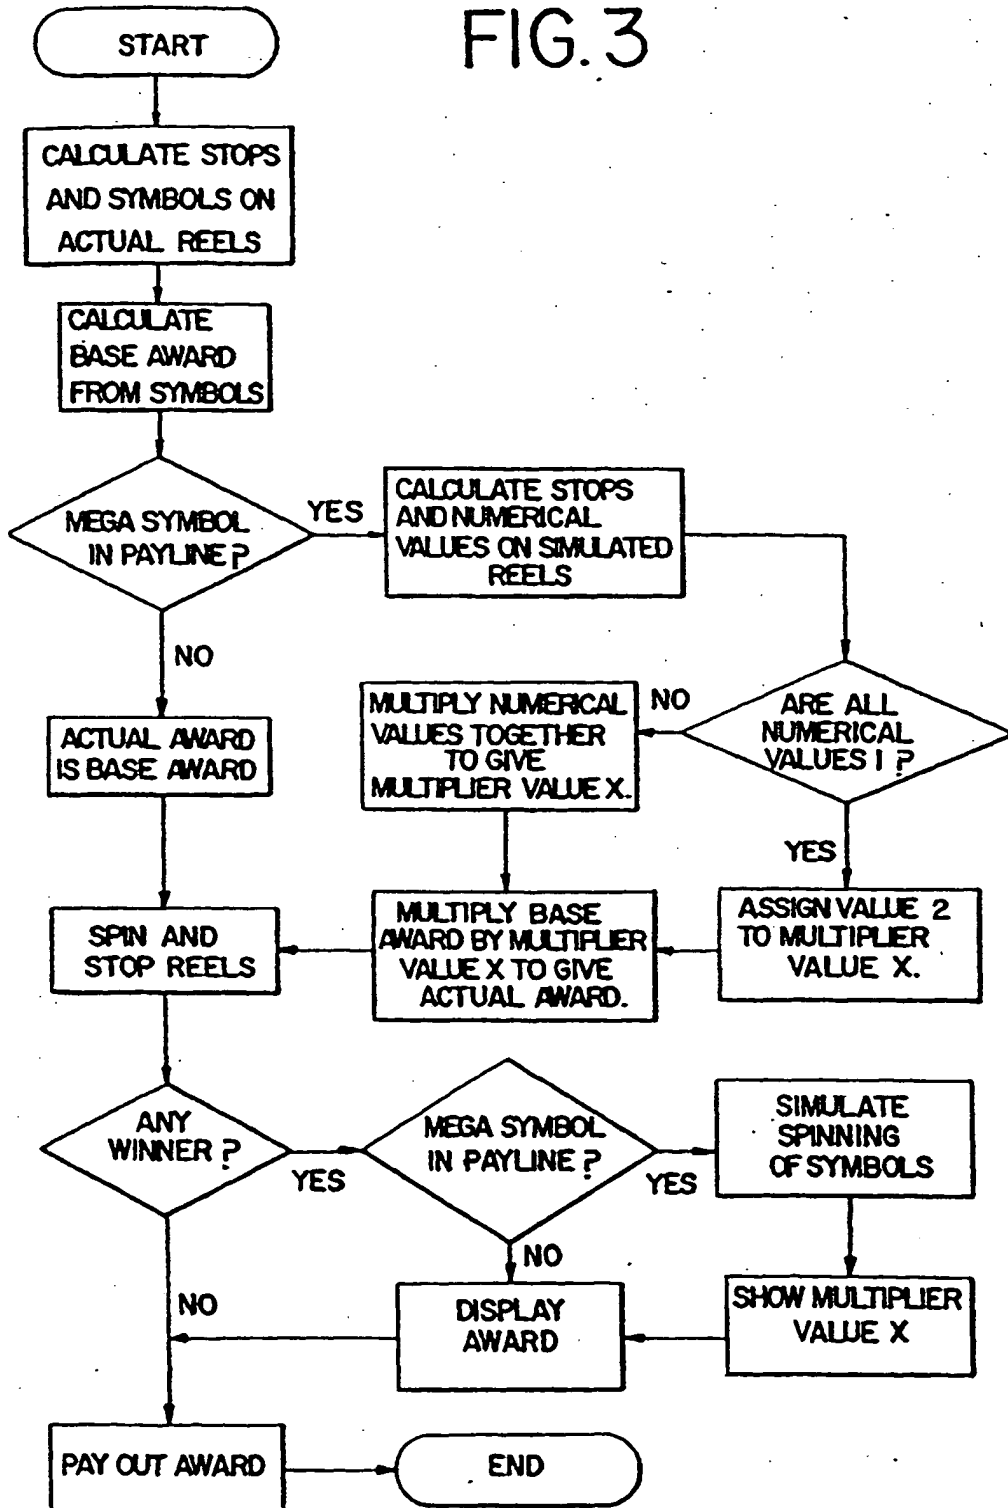 FIG. 3
START
CALCULATE STOPS
AND SYMBOLS ON
ACTUAL REELS
CALCULATE
BASE AWARD
FROM SYMBOLS
MEGA SYMBOL
IN PAYLINE?
YES
CALCULATE STOPS
AND NUMERICAL
VALUES ON SIMULATED
REELS
NO
ARE ALL
NUMERICAL
VALUES 1?
NO
MULTIPLY NUMERICAL
VALUES TOGETHER
TO GIVE
MULTIPLIER VALUE X.
ACTUAL AWARD
IS BASE AWARD
YES
ASSIGN VALUE 2
TO MULTIPLIER
VALUE X.
MULTIPLY BASE
AWARD BY MULTIPLIER
VALUE X TO GIVE
ACTUAL AWARD.
SPIN AND
STOP REELS
ANY
WINNER?
YES
MEGA SYMBOL
IN PAYLINE?
YES
SIMULATE
SPINNING
OF SYMBOLS
NO
NO
DISPLAY
AWARD
SHOW MULTIPLIER
VALUE X
PAY OUT AWARD
END